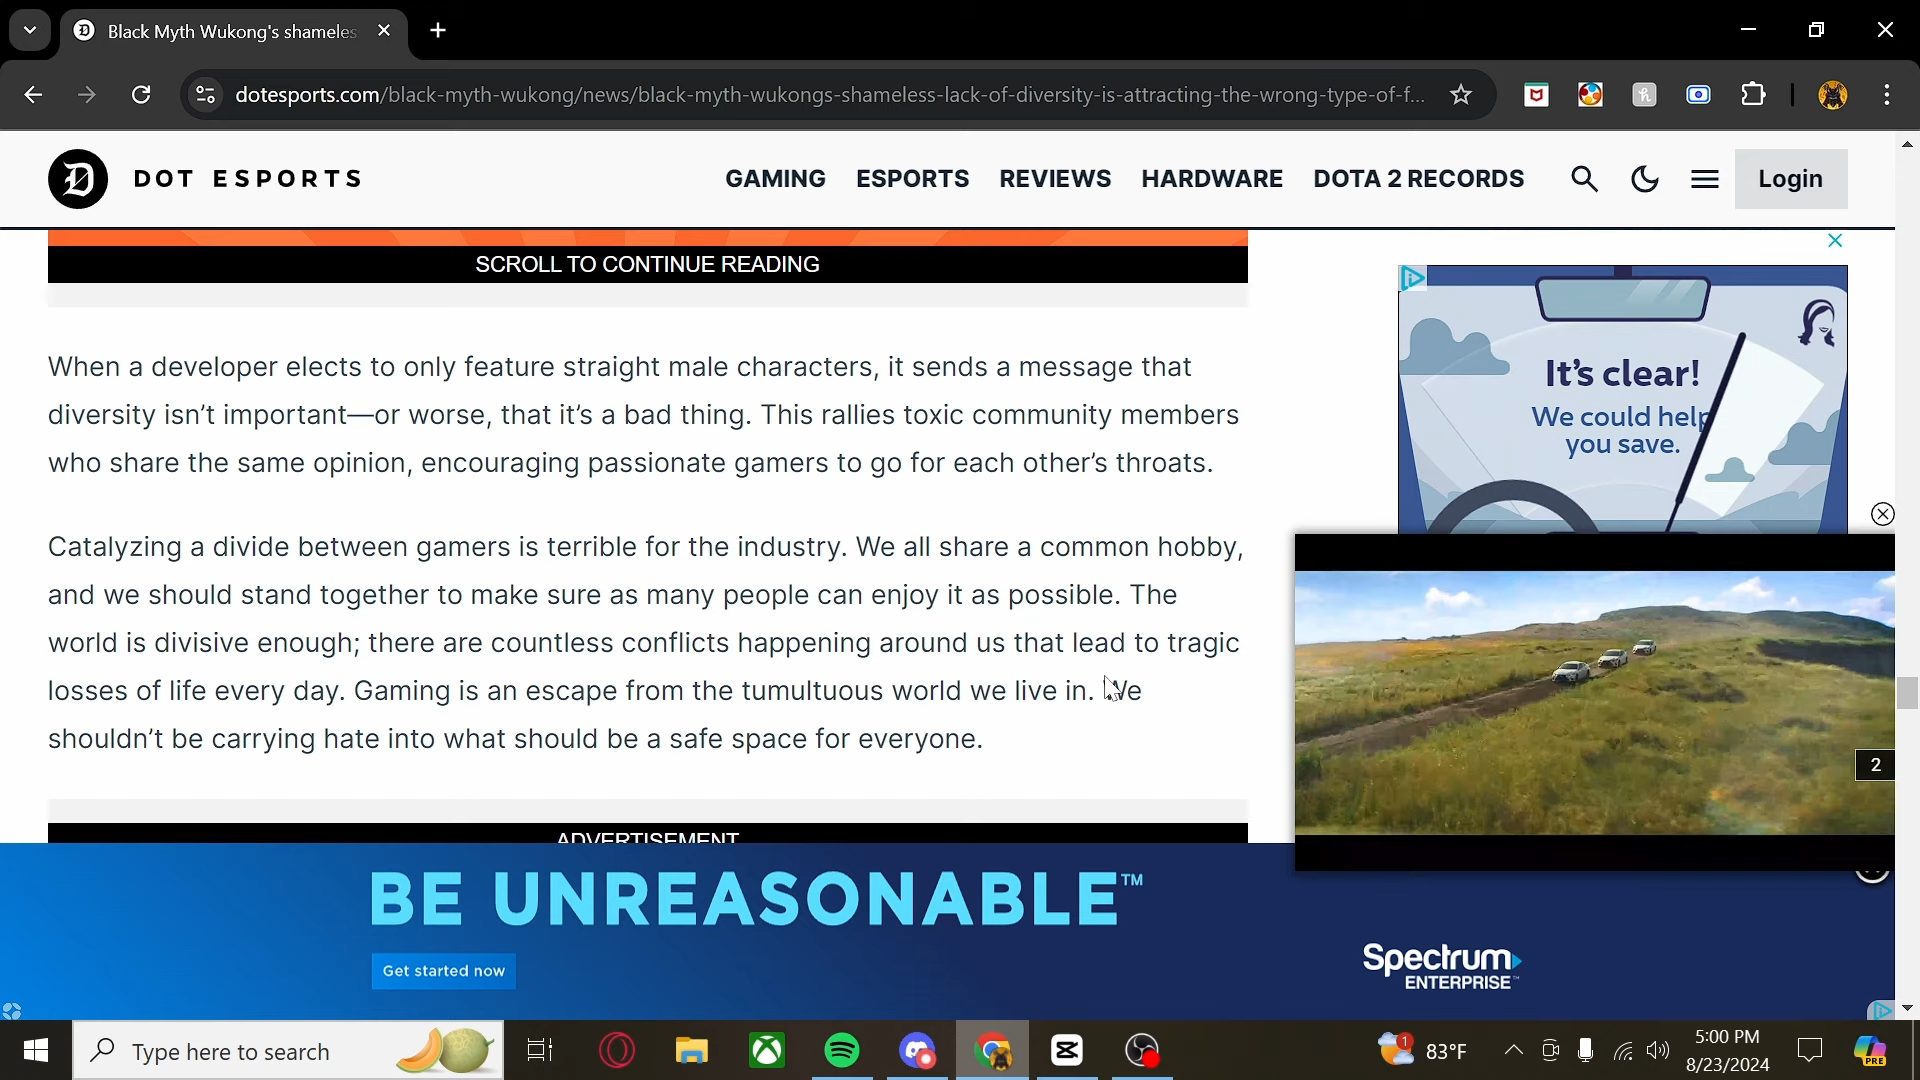 Black Myth Wukong's shameles
dotesports.com/black-myth-wukong/news/black-myth-wukongs-shameless-lack-of-diversity-is-attracting-the-wrong-type-of-f...
DOT ESPORTS
GAMING ESPORTS REVIEWS HARDWARE DOTA 2 RECORDS Login
SCROLL TO CONTINUE READING
When a developer elects to only feature straight male characters, it sends a message that
diversity isn't important—or worse, that it's a bad thing. This rallies toxic community members
who share the same opinion, encouraging passionate gamers to go for each other's throats.
Catalyzing a divide between gamers is terrible for the industry. We all share a common hobby,
and we should stand together to make sure as many people can enjoy it as possible. The
world is divisive enough; there are countless conflicts happening around us that lead to tragic
losses of life every day. Gaming is an escape from the tumultuous world we live in. We
shouldn't be carrying hate into what should be a safe space for everyone.
ADVERTISEMENT
It's clear!
We could help
you save.
2
BE UNREASONABLE™
Get started now
Spectrum
ENTERPRISE™
Type here to search
1
83°F
5:00 PM
8/23/2024
PRE